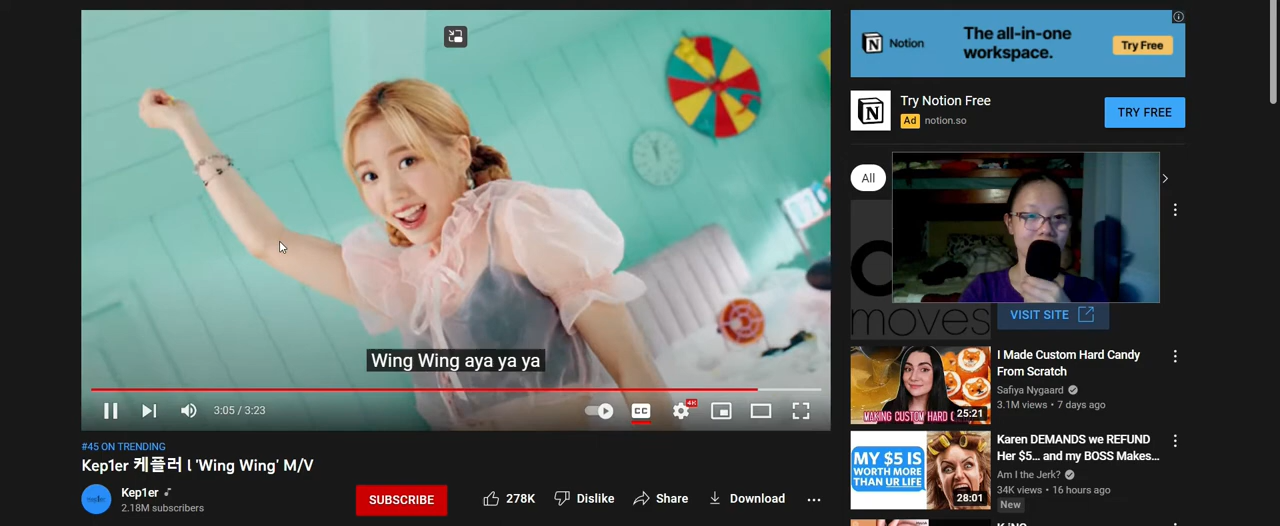 Wing Wing aya ya ya
3:05 / 3:23
CC
4K
#45 ON TRENDING
Kep1er 케플러 l 'Wing Wing' M/V
Kep1er
2.18M subscribers
SUBSCRIBE
278K
Dislike
Share
Download
Notion
The all-in-one
workspace.
Try Free
Try Notion Free
Ad notion.so
TRY FREE
All
moves
VISIT SITE
MAKING CUSTOM HARD
25:21
I Made Custom Hard Candy
From Scratch
Safiya Nygaard
3.1M views • 7 days ago
MY $5 IS
WORTH MORE
THAN UR LIFE
28:01
Karen DEMANDS we REFUND
Her $5... and my BOSS Makes...
Am I the Jerk?
34K views • 16 hours ago
New